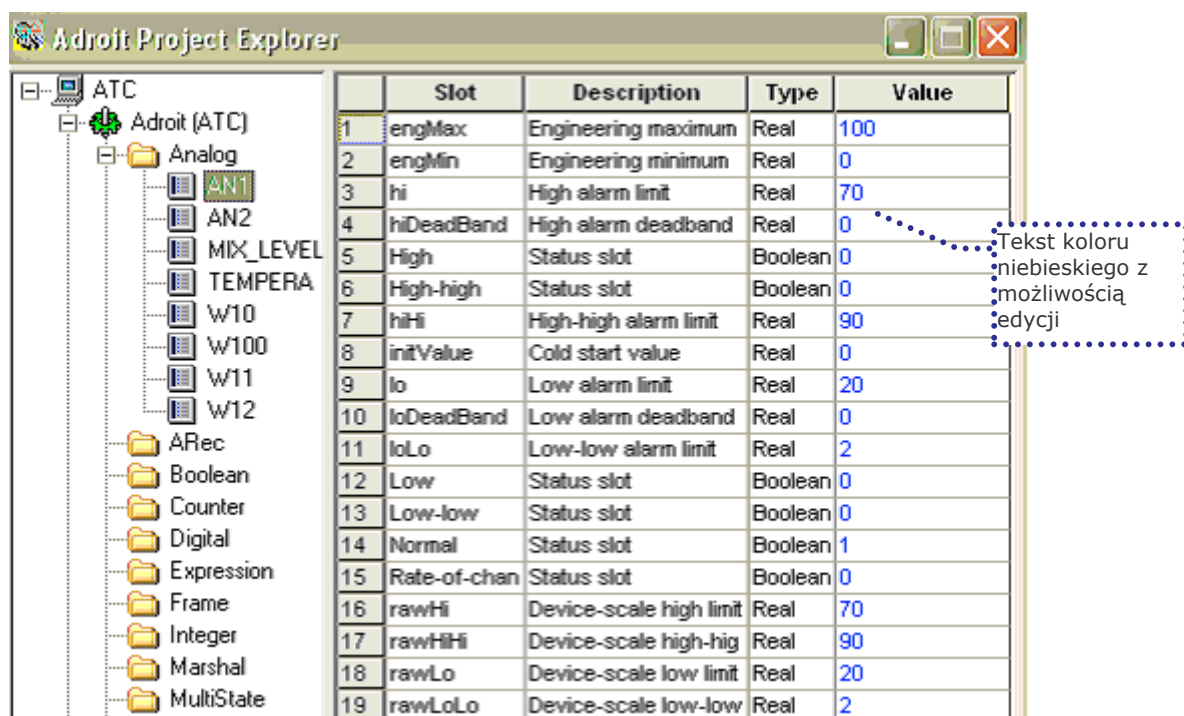 Adroit Project Explorer
ATC
Adroit (ATC)
Analog
AN1
AN2
MIX_LEVEL
TEMPERA
W10
W100
W11
W12
ARec
Boolean
Counter
Digital
Expression
Frame
Integer
Marshal
MultiState
Slot Description Type Value
1 engMax Engineering maximum Real 100
2 engMin Engineering minimum Real 0
3 hi High alarm limit Real 70
4 hiDeadBand High alarm deadband Real 0
5 High Status slot Boolean 0
6 High-high Status slot Boolean 0
7 hiHi High-high alarm limit Real 90
8 initValue Cold start value Real 0
9 lo Low alarm limit Real 20
10 loDeadBand Low alarm deadband Real 0
11 loLo Low-low alarm limit Real 2
12 Low Status slot Boolean 0
13 Low-low Status slot Boolean 0
14 Normal Status slot Boolean 1
15 Rate-of-chan Status slot Boolean 0
16 rawHi Device-scale high limit Real 70
17 rawHiHi Device-scale high-hig Real 90
18 rawLo Device-scale low limit Real 20
19 rawLoLo Device-scale low-low Real 2
Tekst koloru
niebieskiego z
możliwością
edycji